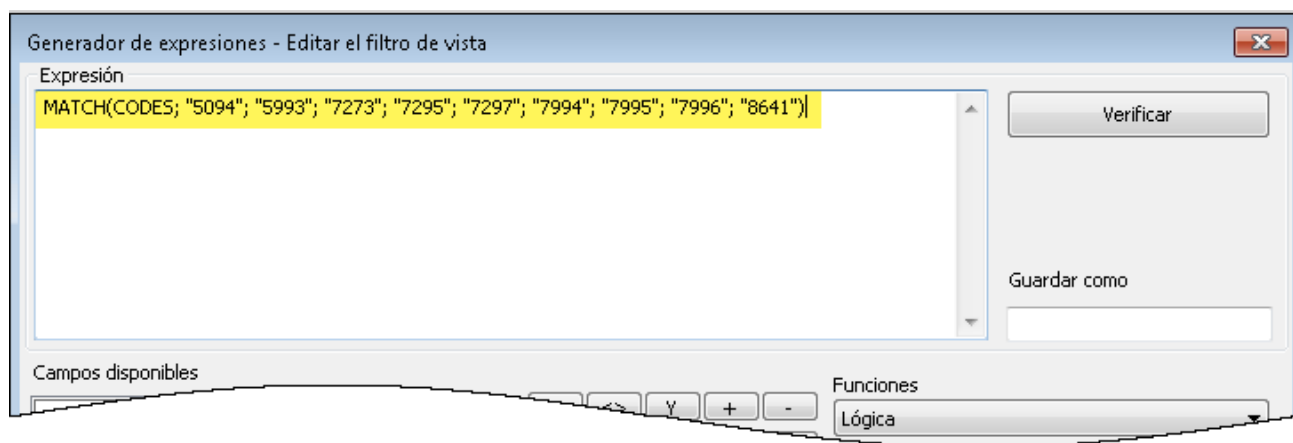 Generador de expresiones - Editar el filtro de vista
Expresión
MATCH(CODES; "5094"; "5993"; "7273"; "7295"; "7297"; "7994"; "7995"; "7996"; "8641")
Verificar
Guardar como
Campos disponibles
<> Y + -
Funciones
Lógica